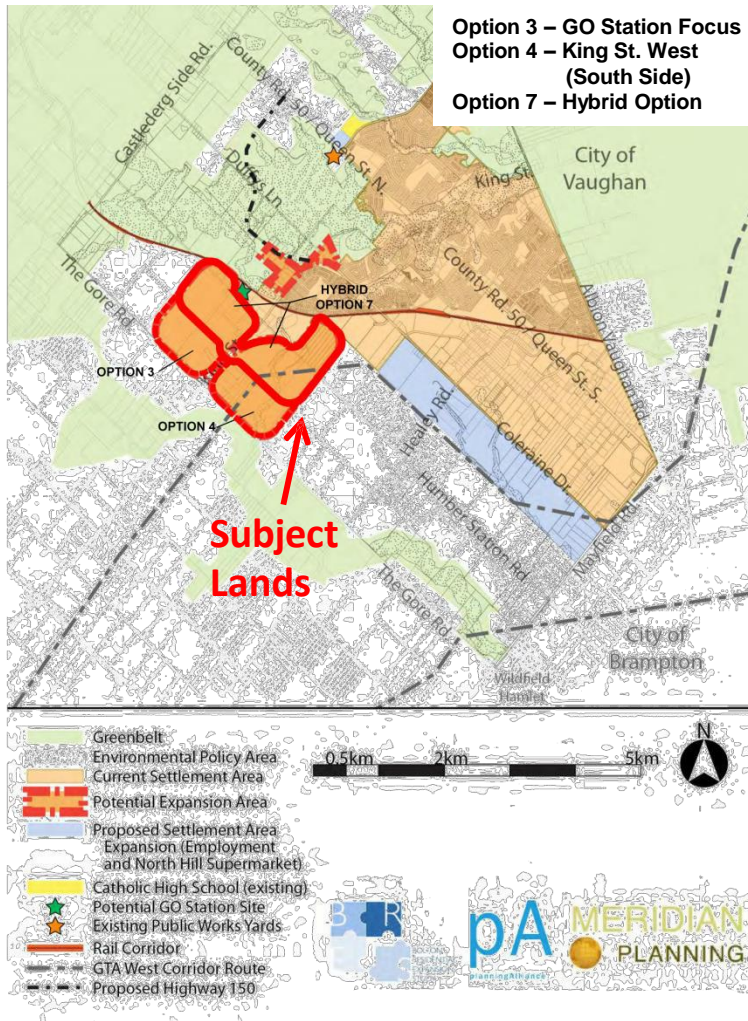 Option 3 – GO Station Focus
Option 4 – King St. West
(South Side)
Option 7 – Hybrid Option
Castlederg Side Rd.
County Rd. 50 / Queen St. N.
Duffys Ln
King St.
City of
Vaughan
The Gore Rd.
HYBRID
OPTION 7
County Rd. 50 / Queen St. S.
Albion Vaughan Rd.
OPTION 3
OPTION 4
Healey Rd.
Coleraine Dr.
Subject
Lands
Humber Station Rd
Mayfield Rd.
The Gore Rd.
City of
Brampton
Wildfield
Hamlet
Greenbelt
Environmental Policy Area
Current Settlement Area
Potential Expansion Area
Proposed Settlement Area
Expansion (Employment
and North Hill Supermarket)
Catholic High School (existing)
Potential GO Station Site
Existing Public Works Yards
Rail Corridor
GTA West Corridor Route
Proposed Highway 150
0.5km 2km 5km
N
B R
E
pA
planningAlliance
MERIDIAN
PLANNING